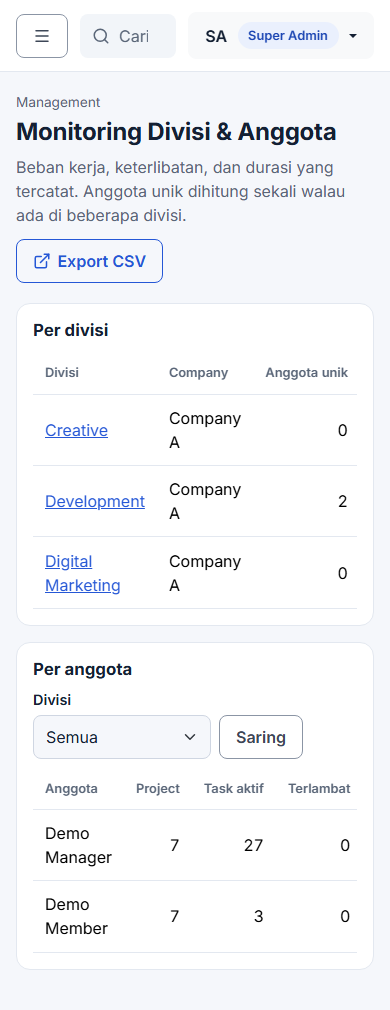 Cari
SA Super Admin
Management
Monitoring Divisi & Anggota
Beban kerja, keterlibatan, dan durasi yang
tercatat. Anggota unik dihitung sekali walau
ada di beberapa divisi.
Export CSV
Per divisi
Divisi Company Anggota unik
Creative Company A 0
Development Company A 2
Digital Marketing Company A 0
Per anggota
Divisi
Semua Saring
Anggota Project Task aktif Terlambat
Demo Manager 7 27 0
Demo Member 7 3 0